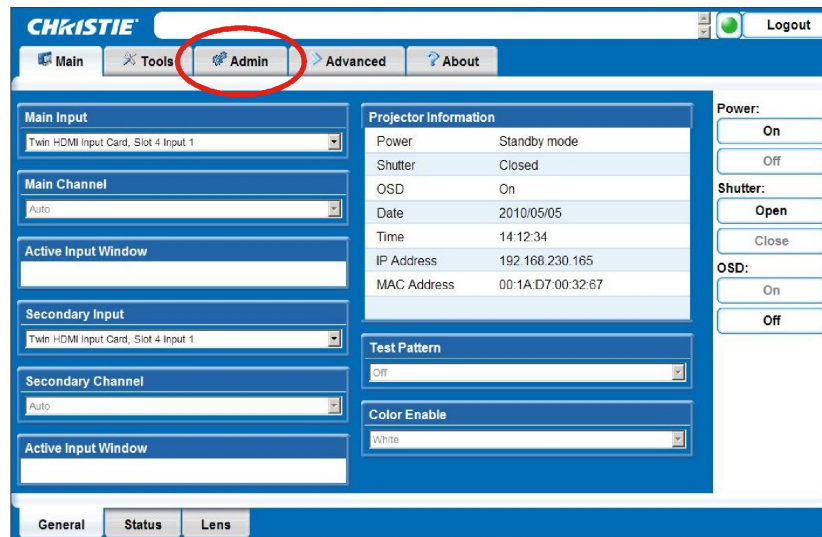 CHRISTIE
Logout
Main
Tools
Admin
Advanced
About
Main Input
Twin HDMI Input Card, Slot 4 Input 1
Main Channel
Auto
Active Input Window
Secondary Input
Twin HDMI Input Card, Slot 4 Input 1
Secondary Channel
Auto
Active Input Window
Projector Information
Power Standby mode
Shutter Closed
OSD On
Date 2010/05/05
Time 14:12:34
IP Address 192.168.230.165
MAC Address 00:1A:D7:00:32:67
Test Pattern
Off
Color Enable
White
Power:
On
Off
Shutter:
Open
Close
OSD:
On
Off
General
Status
Lens